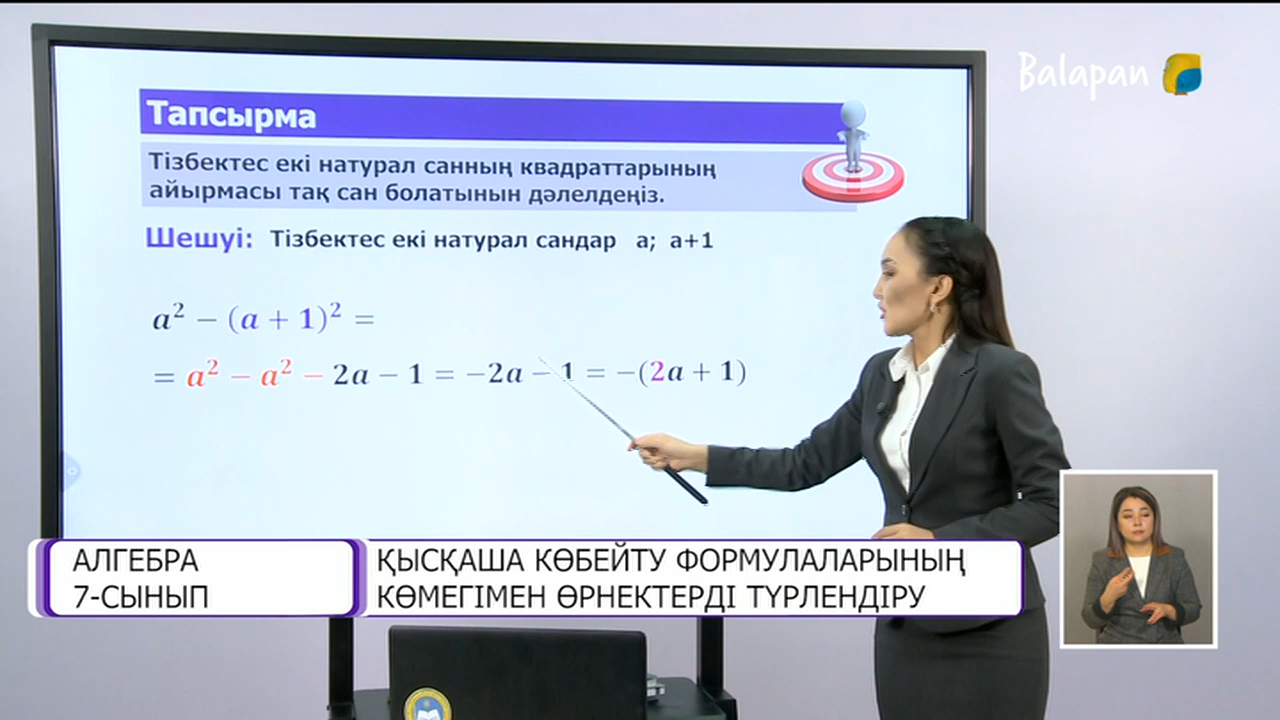 Balapan
Тапсырма
Тізбектес екі натурал санның квадраттарының
айырмасы тақ сан болатынын дәлелдеңіз.
Шешуі: Тізбектес екі натурал сандар a; a+1
a² − (a + 1)² =
= a² − a² − 2a − 1 = −2a − 1 = −(2a + 1)
АЛГЕБРА
7-СЫНЫП
ҚЫСҚАША КӨБЕЙТУ ФОРМУЛАЛАРЫНЫҢ
КӨМЕГІМЕН ӨРНЕКТЕРДІ ТҮРЛЕНДІРУ